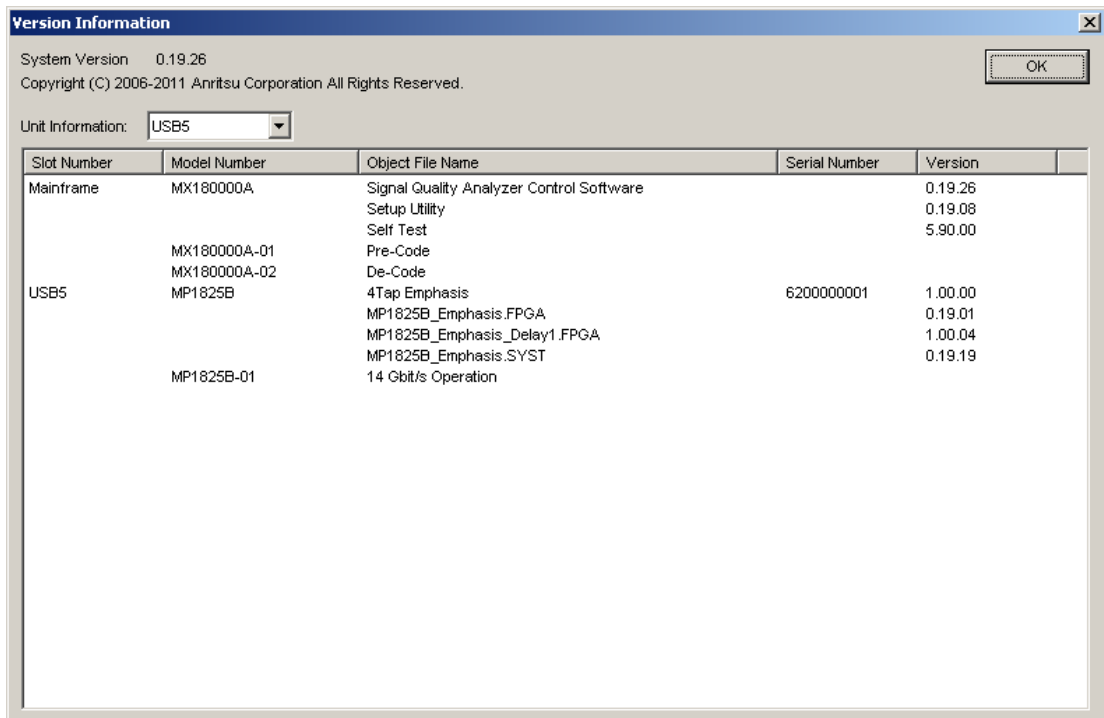 Version Information
System Version 0.19.26
OK
Copyright (C) 2006-2011 Anritsu Corporation All Rights Reserved.
Unit Information: USB5
Slot Number Model Number Object File Name Serial Number Version
Mainframe MX180000A Signal Quality Analyzer Control Software 0.19.26
Setup Utility 0.19.08
Self Test 5.90.00
MX180000A-01 Pre-Code
MX180000A-02 De-Code
USB5 MP1825B 4Tap Emphasis 6200000001 1.00.00
MP1825B_Emphasis.FPGA 0.19.01
MP1825B_Emphasis_Delay1.FPGA 1.00.04
MP1825B_Emphasis.SYST 0.19.19
MP1825B-01 14 Gbit/s Operation